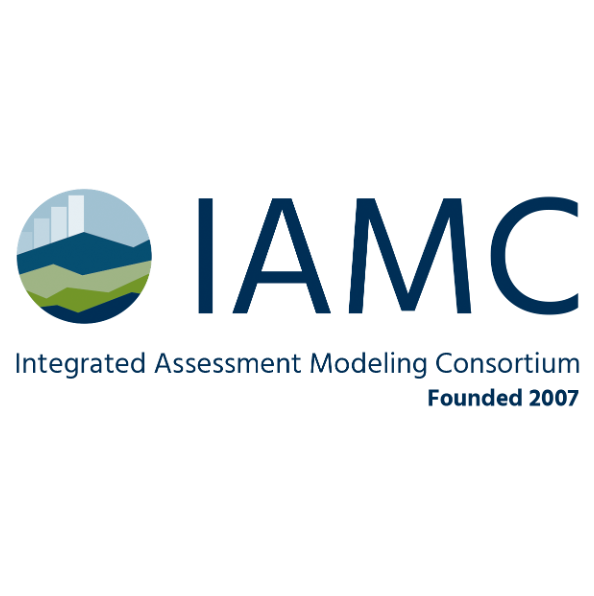 IAMC
Integrated Assessment Modeling Consortium
Founded 2007